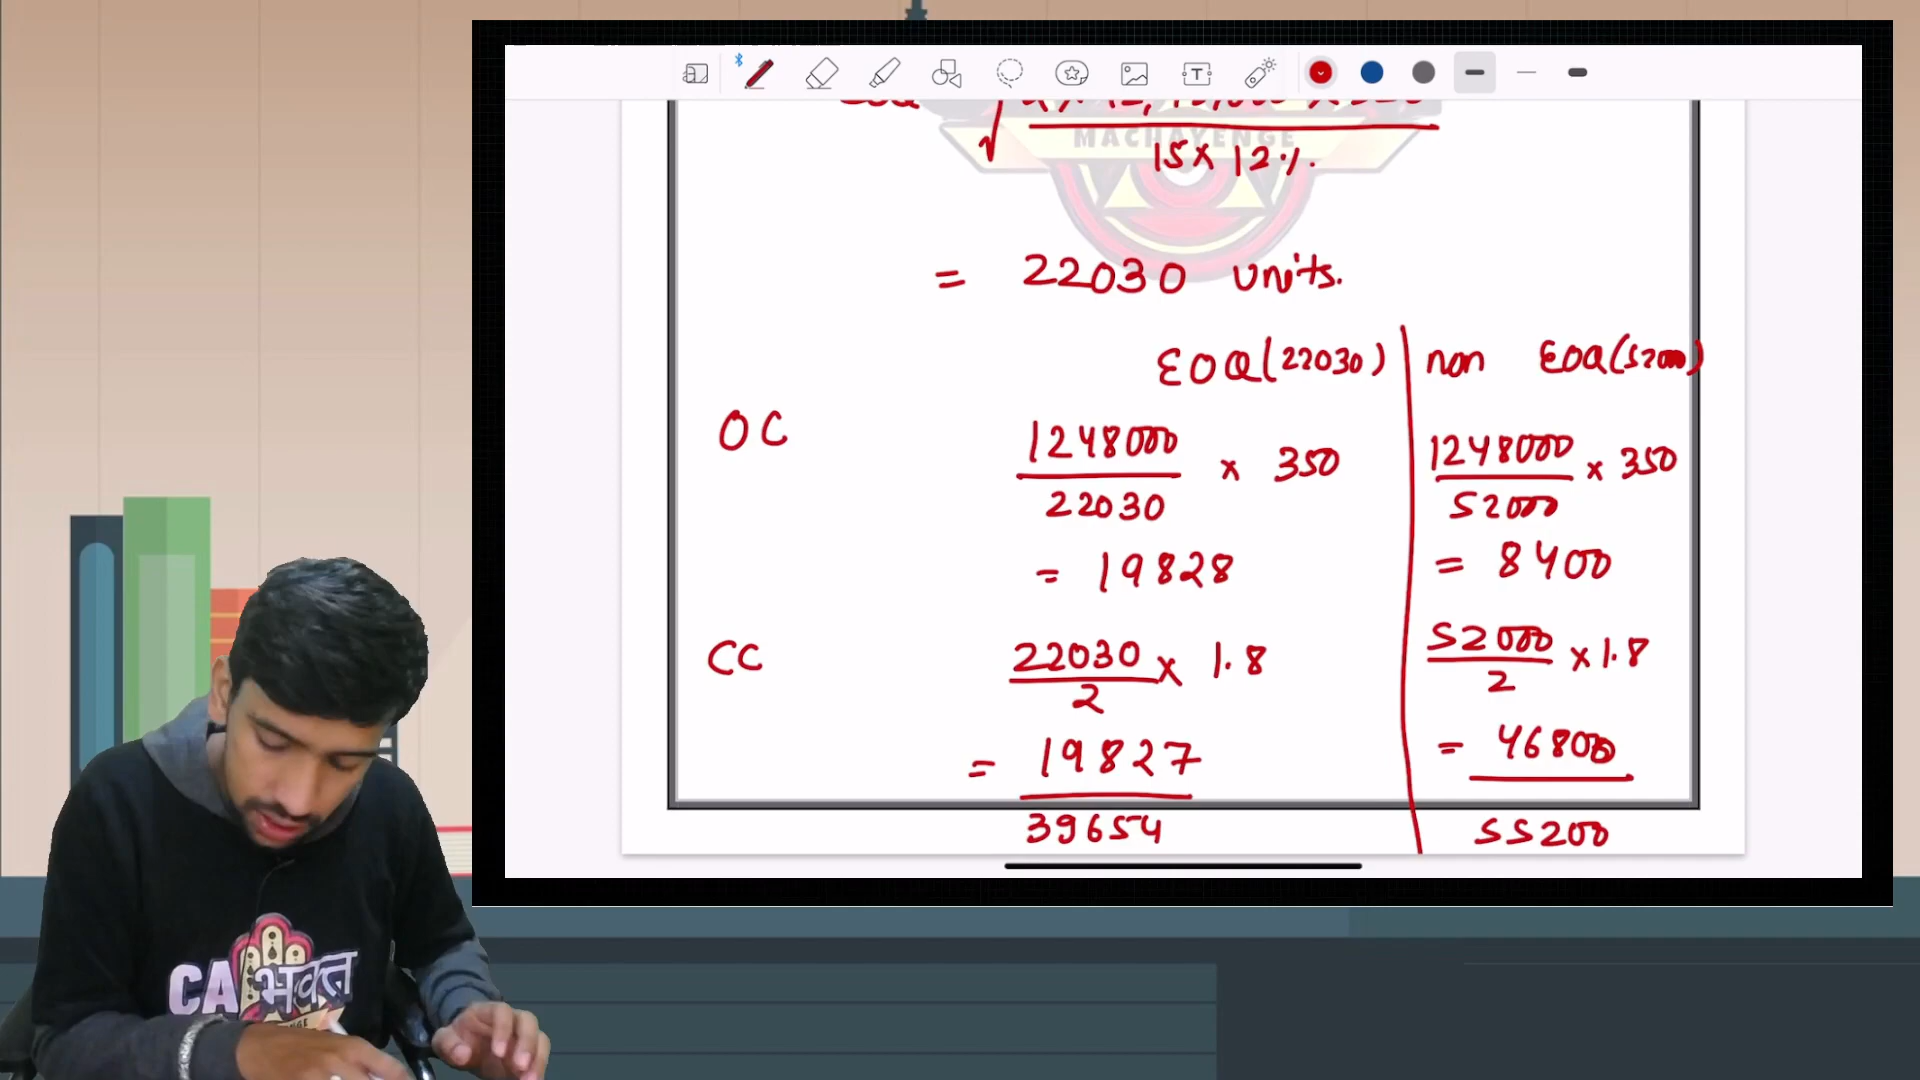 MACHAYENGE
15 x 12%.
= 22030 units.
EOQ (22030) non EOQ (52000)
OC 1248000 / 22030 x 350 1248000 / 52000 x 350
= 19828 = 8400
CC 22030 / 2 x 1.8 52000 / 2 x 1.8
= 19827 = 46800
39654 55200
CA भक्त